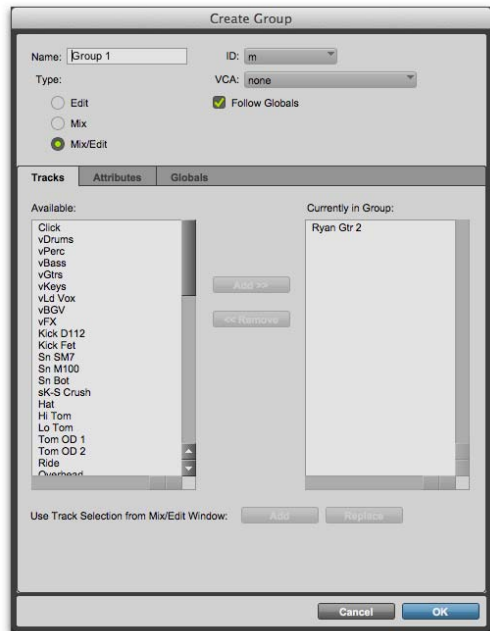 Create Group
Name: Group 1
ID: m
Type:
VCA: none
Edit
Follow Globals
Mix
Mix/Edit
Tracks Attributes Globals
Available:
Currently in Group:
Click
vDrums
vPerc
vBass
vGtrs
vKeys
vLd Vox
vBGV
vFX
Kick D112
Kick Fet
Sn SM7
Sn M100
Sn Bot
sK-S Crush
Hat
Hi Tom
Lo Tom
Tom OD 1
Tom OD 2
Ride
Overhead
Ryan Gtr 2
Add >>
<< Remove
Use Track Selection from Mix/Edit Window: Add Replace
Cancel OK